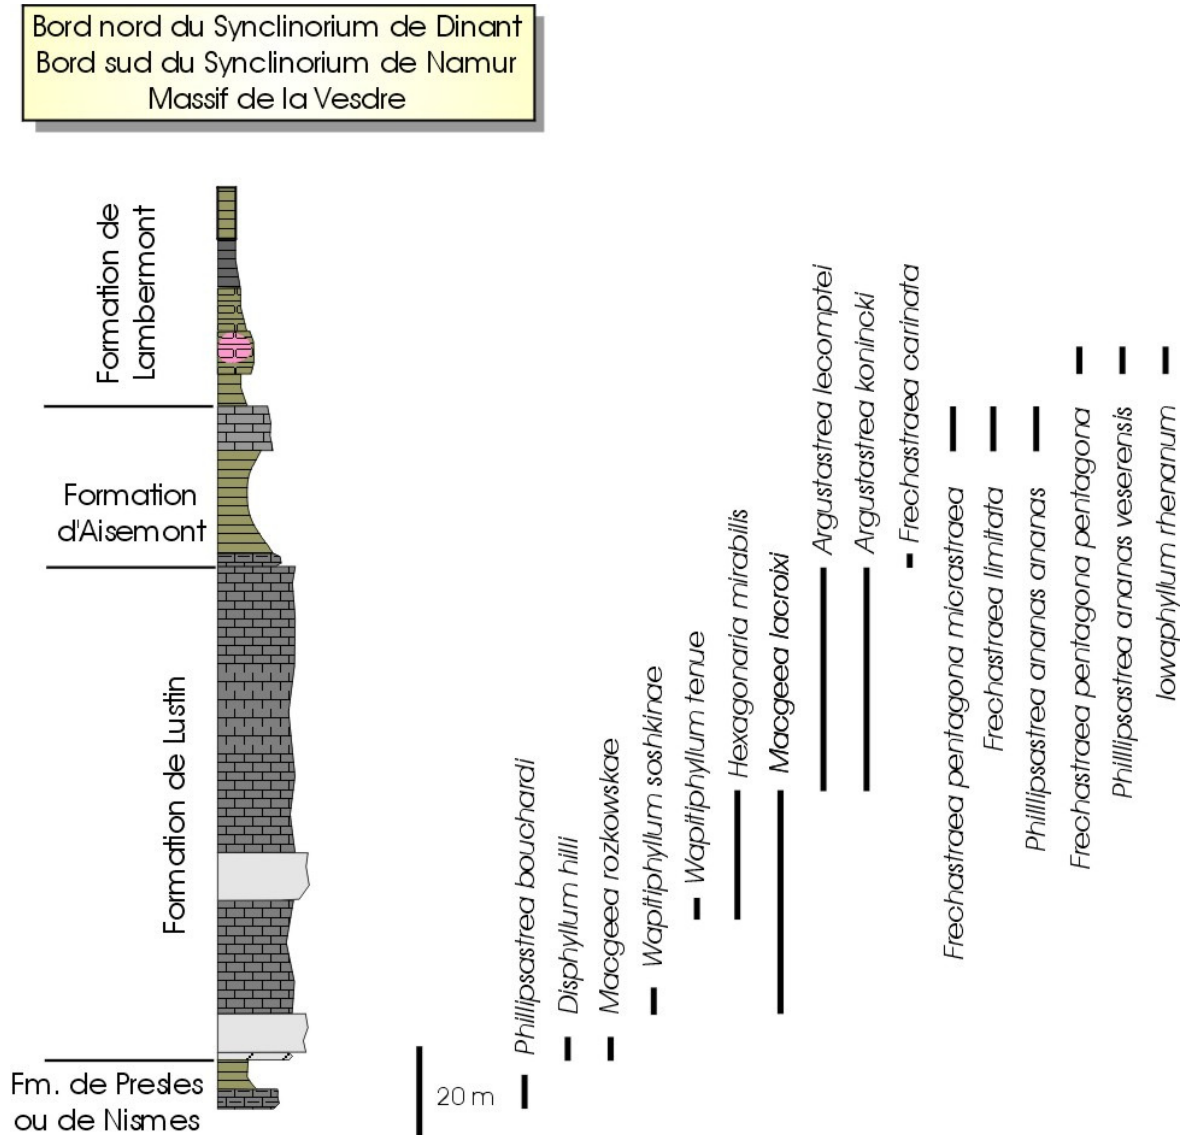 Bord nord du Synclinorium de Dinant
Bord sud du Synclinorium de Namur
Massif de la Vesdre
Formation de
Lambermont
Formation
d'Aisemont
Formation de Lustin
Fm. de Presles
ou de Nismes
20 m
Phillipsastrea bouchardi
Disphyllum hilli
Macgeea rozkowskae
Wapitiphyllum soshkinae
Wapitiphyllum tenue
Hexagonaria mirabilis
Macgeea lacroixi
Argustastrea lecomptei
Argustastrea konincki
Frechastraea carinata
Frechastraea pentagona micrastraea
Frechastraea limitata
Philllipsastrea ananas ananas
Frechastraea pentagona pentagona
Philllipsastrea ananas veserensis
Iowaphyllum rhenanum